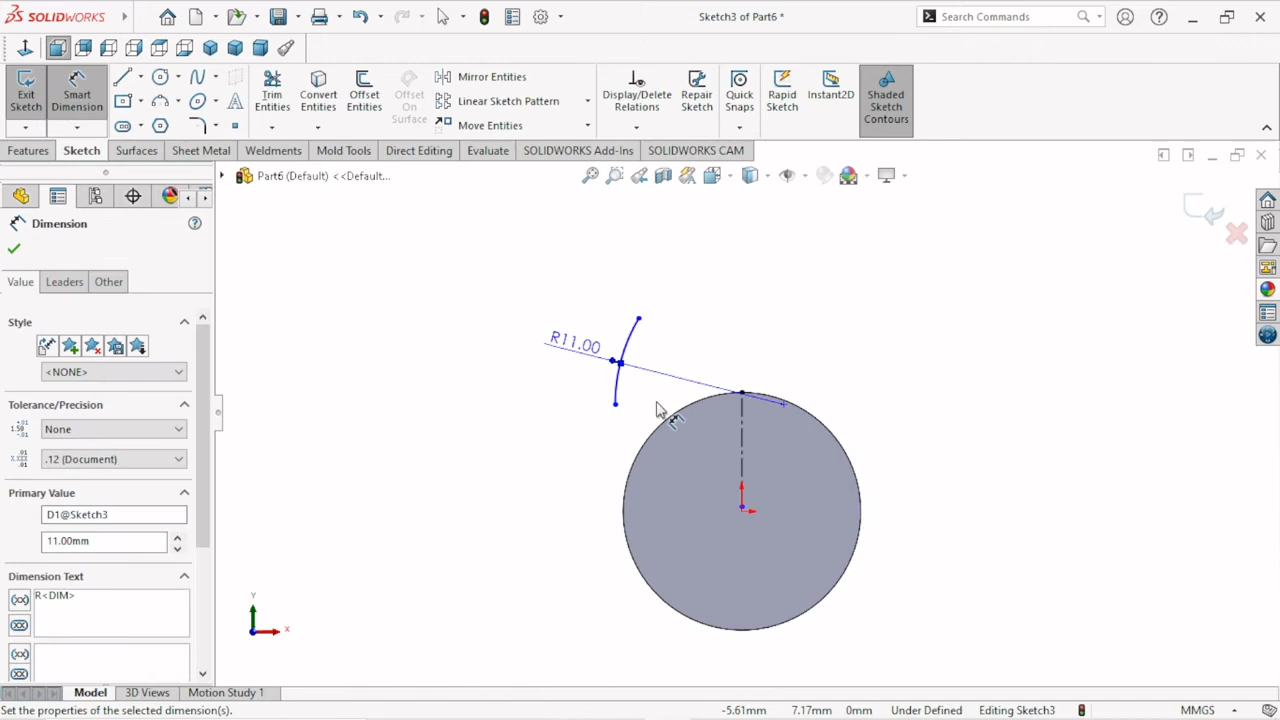 SOLIDWORKS
Sketch3 of Part6 *
Search Commands
Exit Sketch
Smart Dimension
Trim Entities
Convert Entities
Offset Entities
Offset On Surface
Mirror Entities
Linear Sketch Pattern
Move Entities
Display/Delete Relations
Repair Sketch
Quick Snaps
Rapid Sketch
Instant2D
Shaded Sketch Contours
Features
Sketch
Surfaces
Sheet Metal
Weldments
Mold Tools
Direct Editing
Evaluate
SOLIDWORKS Add-Ins
SOLIDWORKS CAM
Part6 (Default) <<Default...
Dimension
Value
Leaders
Other
Style
<NONE>
Tolerance/Precision
None
.12 (Document)
Primary Value
D1@Sketch3
11.00mm
Dimension Text
R<DIM>
R11.00
Y
X
Model
3D Views
Motion Study 1
Set the properties of the selected dimension(s).
-5.61mm
7.17mm
0mm
Under Defined
Editing Sketch3
MMGS